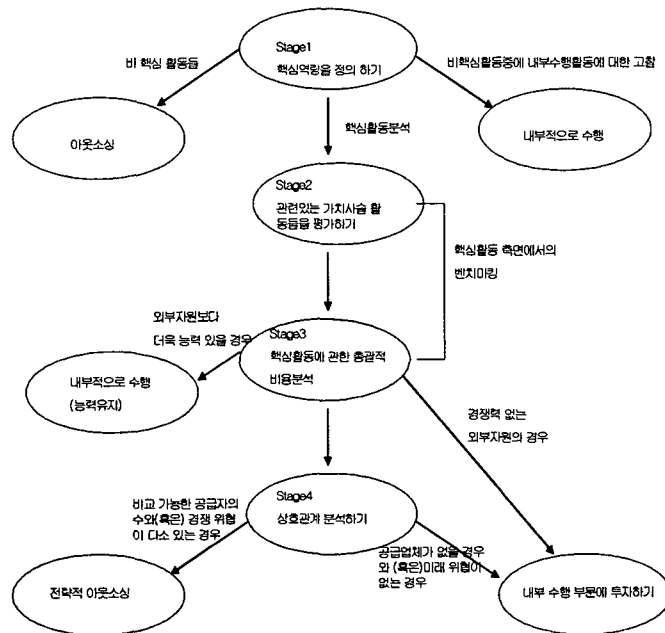 Stage1
핵심역량을 정의 하기
비 핵심 활동들
비핵심활동중에 내부수행활동에 대한 고찰
아웃소싱
내부적으로 수행
핵심활동분석
Stage2
관련있는 가치사슬 활
동들을 평가하기
핵심활동 측면에서의
벤치마킹
외부자원보다
더욱 능력 있을 경우
Stage3
핵심활동에 관한 총괄적
비용분석
내부적으로 수행
(능력유지)
경쟁력 없는
외부자원의 경우
Stage4
상호관계 분석하기
비교 가능한 공급자의
수와(혹은) 경쟁 위협
이 다소 있는 경우
공급업체가 없을 경우
와 (혹은)미래 위협이
없는 경우
전략적 아웃소싱
내부 수행 부문에 투자하기